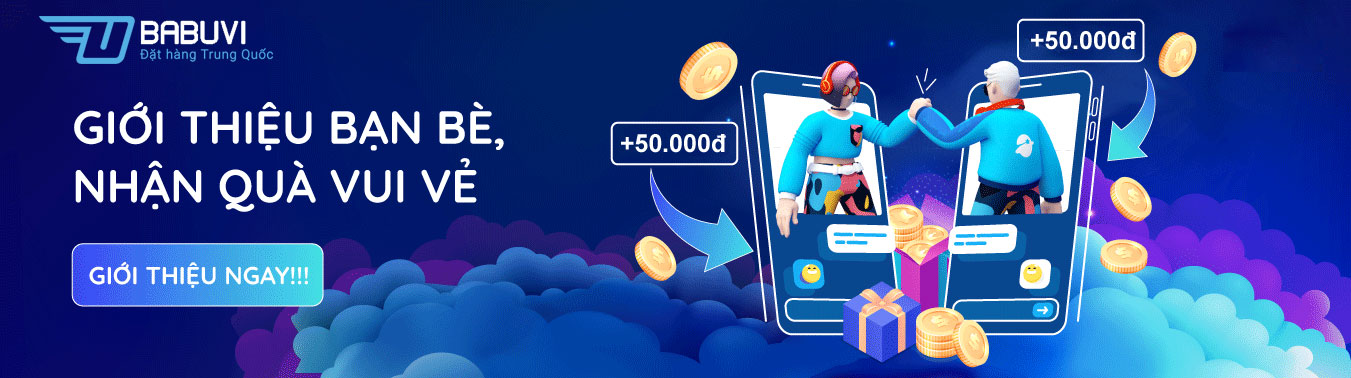 BABUVI
Đặt hàng Trung Quốc
GIỚI THIỆU BẠN BÈ,
NHẬN QUÀ VUI VẺ
GIỚI THIỆU NGAY!!!
+50.000đ
+50.000đ